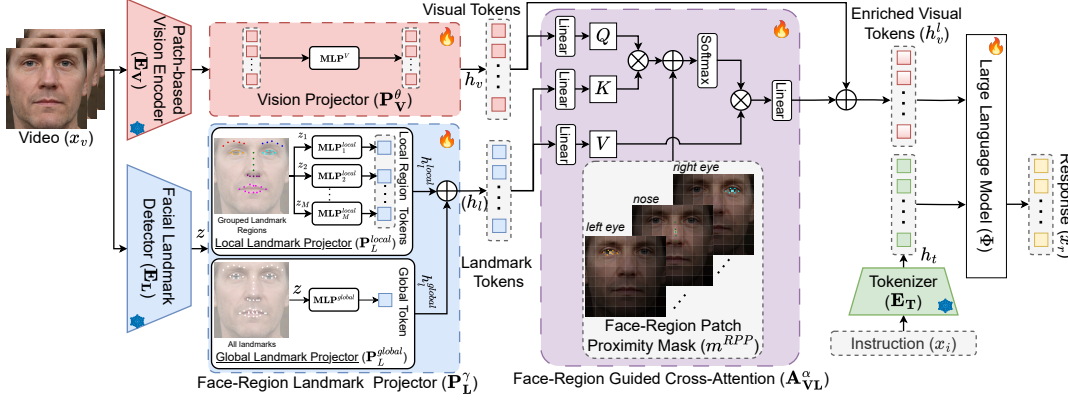 Video (x_v)
Patch-based
Vision Encoder
(E_V)
MLP^V
Vision Projector (P_V^θ)
Visual Tokens
h_v
Facial Landmark
Detector (E_L)
z
Grouped Landmark
Regions
z_1
MLP_1^{local}
z_2
MLP_2^{local}
z_M
MLP_M^{local}
Local Region
Tokens
Local Landmark Projector (P_L^{local})
h_l^{local}
All landmarks
z
MLP^{global}
Global Token
Global Landmark Projector (P_L^{global})
h_l^{global}
Face-Region Landmark Projector (P_L^γ)
(h_l)
Landmark
Tokens
Linear
Q
Linear
K
Linear
V
Softmax
Linear
left eye
nose
right eye
Face-Region Patch
Proximity Mask (m^{RPP})
Face-Region Guided Cross-Attention (A_{VL}^α)
Enriched Visual
Tokens (h_v^l)
h_t
Tokenizer
(E_T)
Instruction (x_i)
Large Language Model (Φ)
Response (x_r)